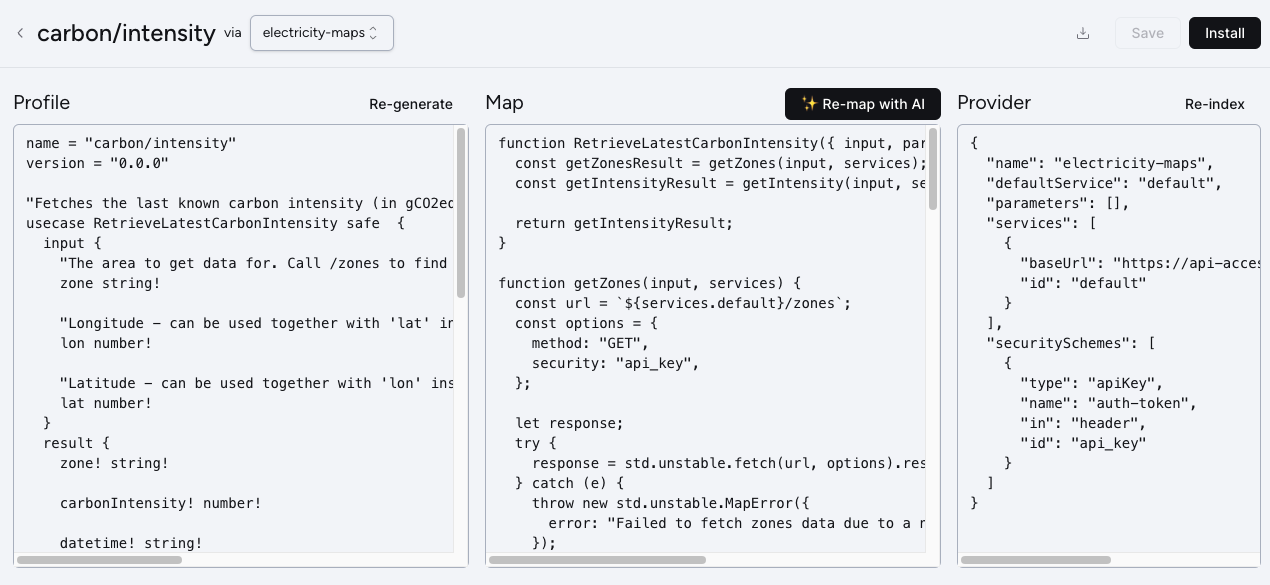 carbon/intensity via electricity-maps Save Install
Profile Re-generate
name = "carbon/intensity"
version = "0.0.0"
"Fetches the last known carbon intensity (in gCO2eq
usecase RetrieveLatestCarbonIntensity safe {
input {
"The area to get data for. Call /zones to find
zone string!
"Longitude – can be used together with 'lat' in
lon number!
"Latitude – can be used together with 'lon' ins
lat number!
}
result {
zone! string!
carbonIntensity! number!
datetime! string!
Map ✨ Re-map with AI
function RetrieveLatestCarbonIntensity({ input, par
const getZonesResult = getZones(input, services);
const getIntensityResult = getIntensity(input, se
return getIntensityResult;
}
function getZones(input, services) {
const url = `${services.default}/zones`;
const options = {
method: "GET",
security: "api_key",
};
let response;
try {
response = std.unstable.fetch(url, options).res
} catch (e) {
throw new std.unstable.MapError({
error: "Failed to fetch zones data due to a n
});
Provider Re-index
{
"name": "electricity-maps",
"defaultService": "default",
"parameters": [],
"services": [
{
"baseUrl": "https://api-acces
"id": "default"
}
],
"securitySchemes": [
{
"type": "apiKey",
"name": "auth-token",
"in": "header",
"id": "api_key"
}
]
}